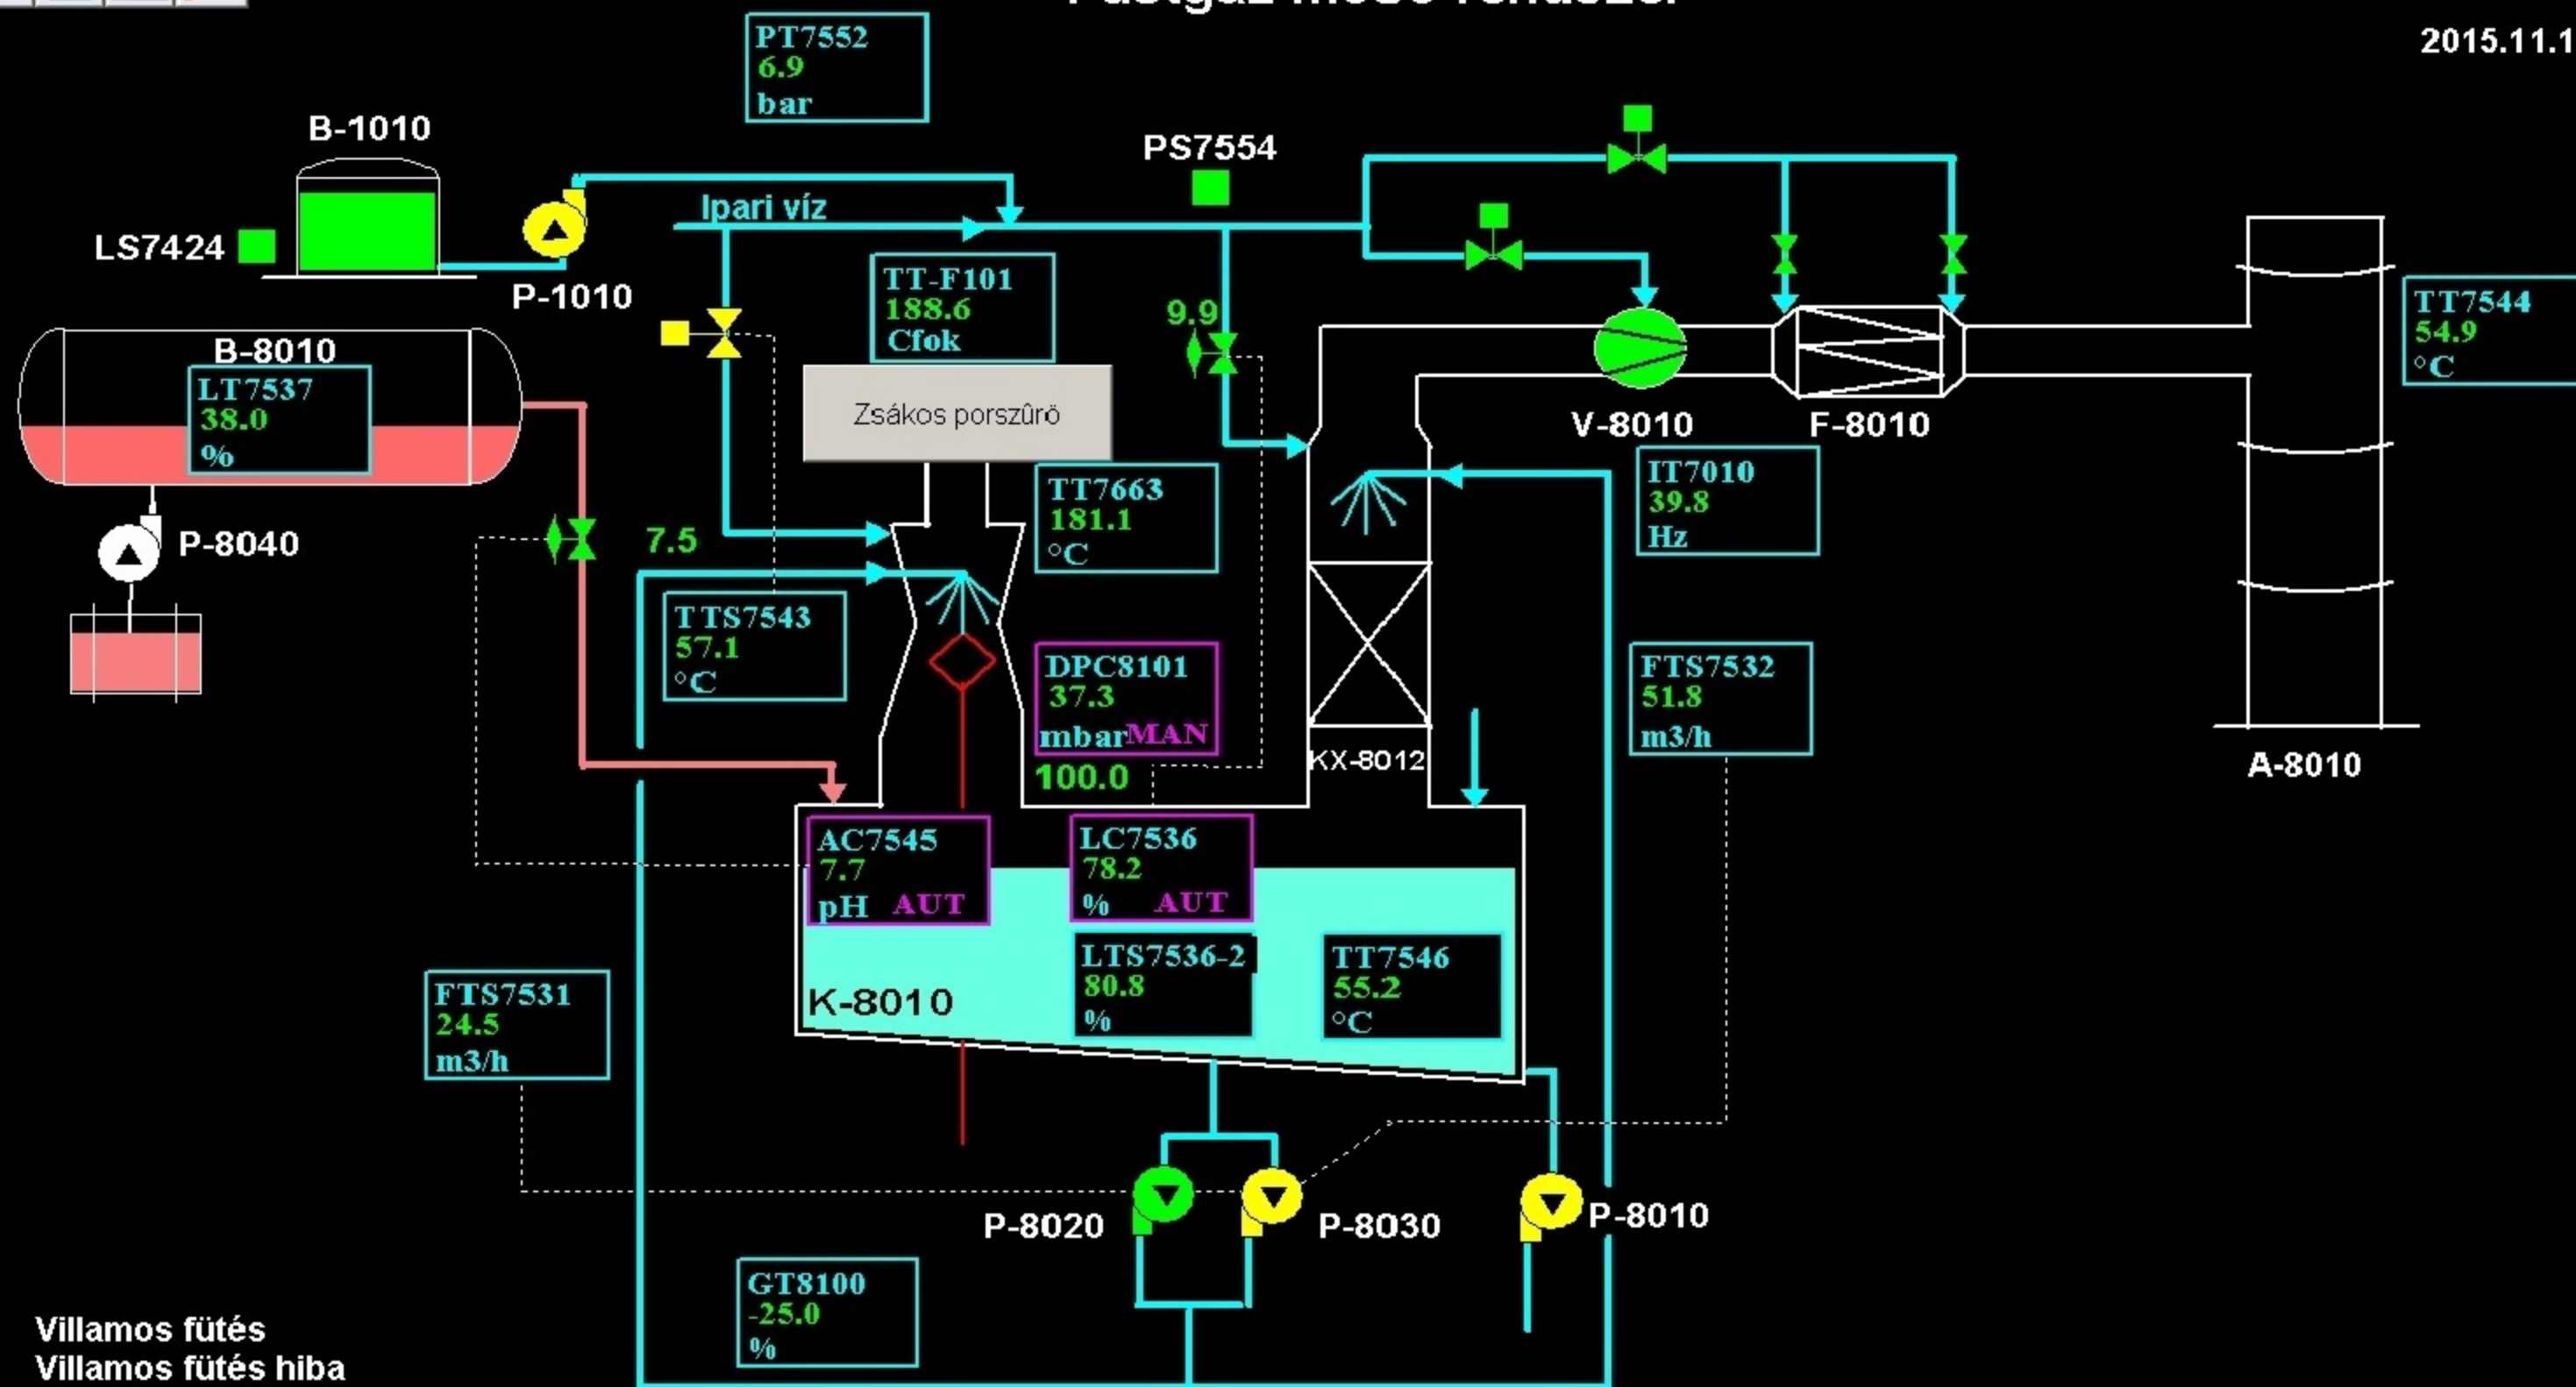 2015.11.1
PT7552
6.9
bar
B-1010
PS7554
LS7424
P-1010
Ipari víz
TT-F101
188.6
Cfok
9.9
TT7544
54.9
°C
B-8010
LT7537
38.0
%
Zsákos porszûrö
V-8010
F-8010
TT7663
181.1
°C
IT7010
39.8
Hz
P-8040
7.5
TTS7543
57.1
°C
DPC8101
37.3
mbar MAN
100.0
FTS7532
51.8
m3/h
KX-8012
A-8010
AC7545
7.7
pH AUT
LC7536
78.2
% AUT
LTS7536-2
80.8
%
TT7546
55.2
°C
K-8010
FTS7531
24.5
m3/h
P-8020
P-8030
P-8010
GT8100
-25.0
%
Villamos fütés
Villamos fütés hiba